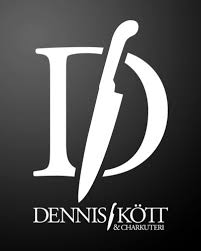 D
DENNIS KÖTT
& CHARKUTERI